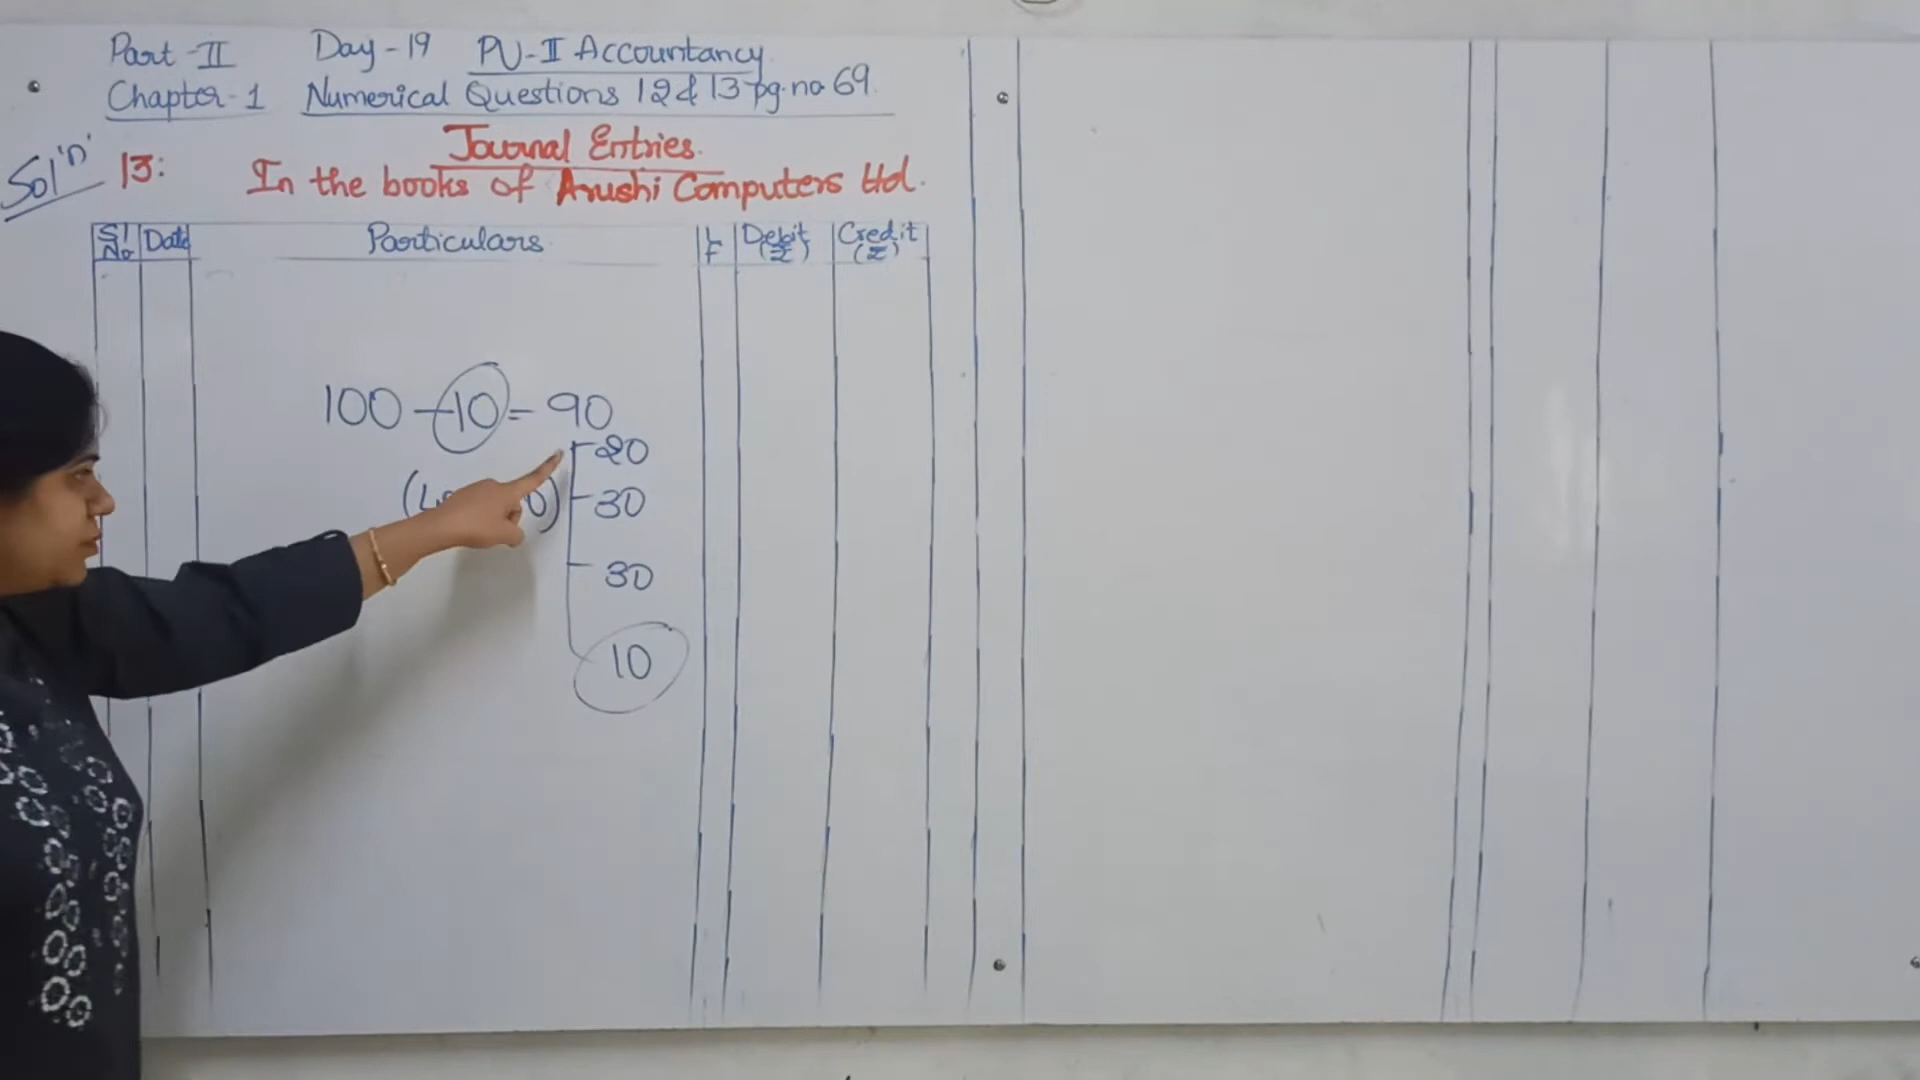 Part-II Day-19 PU-II Accountancy
Chapter-1 Numerical Questions 12 & 13 pg.no 69.
Journal Entries.
Sol'n' 13: In the books of Arushi Computers Ltd.
Sl No Date Particulars L F Debit (₹) Credit (₹)
100 - 10 = 90
20
30
30
10